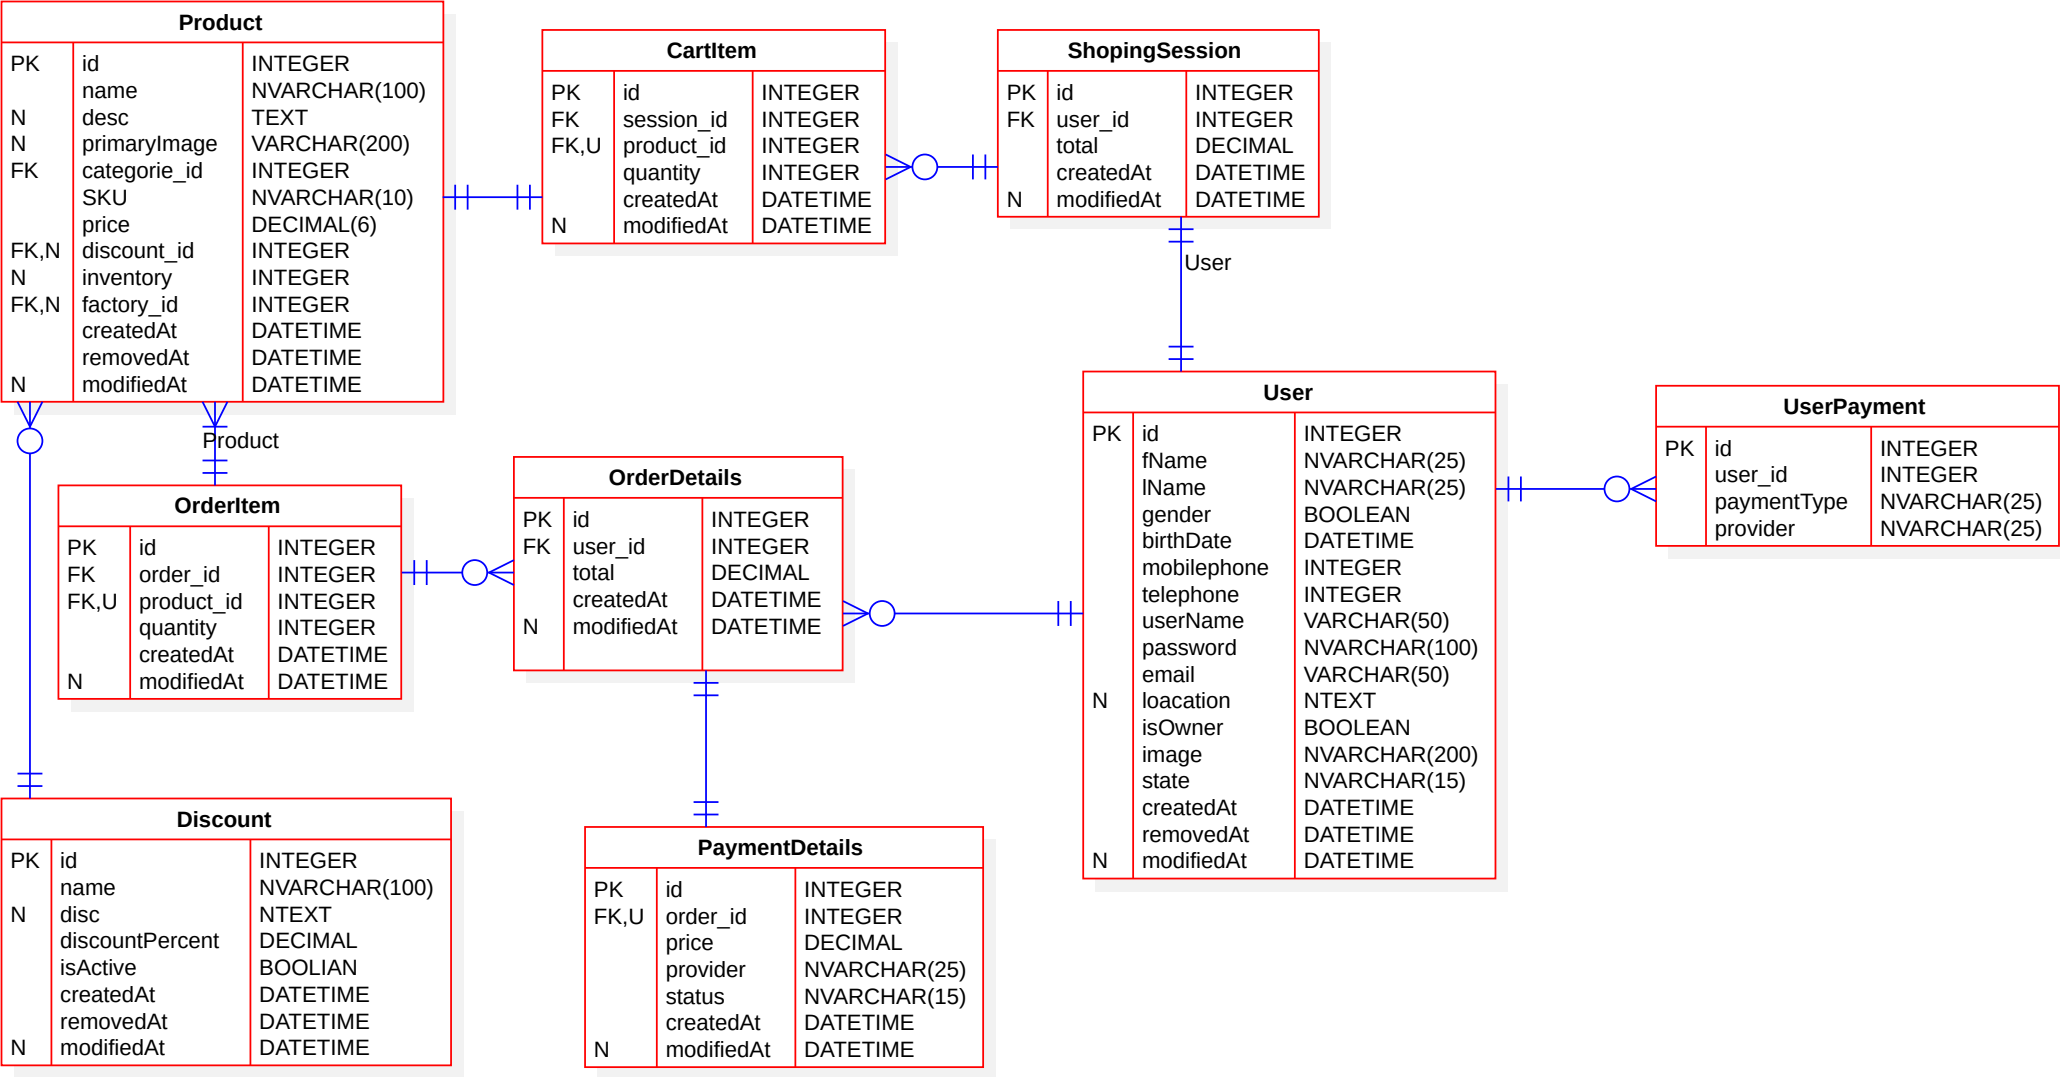 Product
PK id INTEGER
name NVARCHAR(100)
N desc TEXT
N primaryImage VARCHAR(200)
FK categorie_id INTEGER
SKU NVARCHAR(10)
price DECIMAL(6)
FK,N discount_id INTEGER
N inventory INTEGER
FK,N factory_id INTEGER
createdAt DATETIME
removedAt DATETIME
N modifiedAt DATETIME
CartItem
PK id INTEGER
FK session_id INTEGER
FK,U product_id INTEGER
quantity INTEGER
createdAt DATETIME
N modifiedAt DATETIME
ShopingSession
PK id INTEGER
FK user_id INTEGER
total DECIMAL
createdAt DATETIME
N modifiedAt DATETIME
User
Product
OrderItem
PK id INTEGER
FK order_id INTEGER
FK,U product_id INTEGER
quantity INTEGER
createdAt DATETIME
N modifiedAt DATETIME
OrderDetails
PK id INTEGER
FK user_id INTEGER
total DECIMAL
createdAt DATETIME
N modifiedAt DATETIME
User
PK id INTEGER
fName NVARCHAR(25)
lName NVARCHAR(25)
gender BOOLEAN
birthDate DATETIME
mobilephone INTEGER
telephone INTEGER
userName VARCHAR(50)
password NVARCHAR(100)
email VARCHAR(50)
N loacation NTEXT
isOwner BOOLEAN
image NVARCHAR(200)
state NVARCHAR(15)
createdAt DATETIME
removedAt DATETIME
N modifiedAt DATETIME
UserPayment
PK id INTEGER
user_id INTEGER
paymentType NVARCHAR(25)
provider NVARCHAR(25)
Discount
PK id INTEGER
name NVARCHAR(100)
N disc NTEXT
discountPercent DECIMAL
isActive BOOLIAN
createdAt DATETIME
removedAt DATETIME
N modifiedAt DATETIME
PaymentDetails
PK id INTEGER
FK,U order_id INTEGER
price DECIMAL
provider NVARCHAR(25)
status NVARCHAR(15)
createdAt DATETIME
N modifiedAt DATETIME